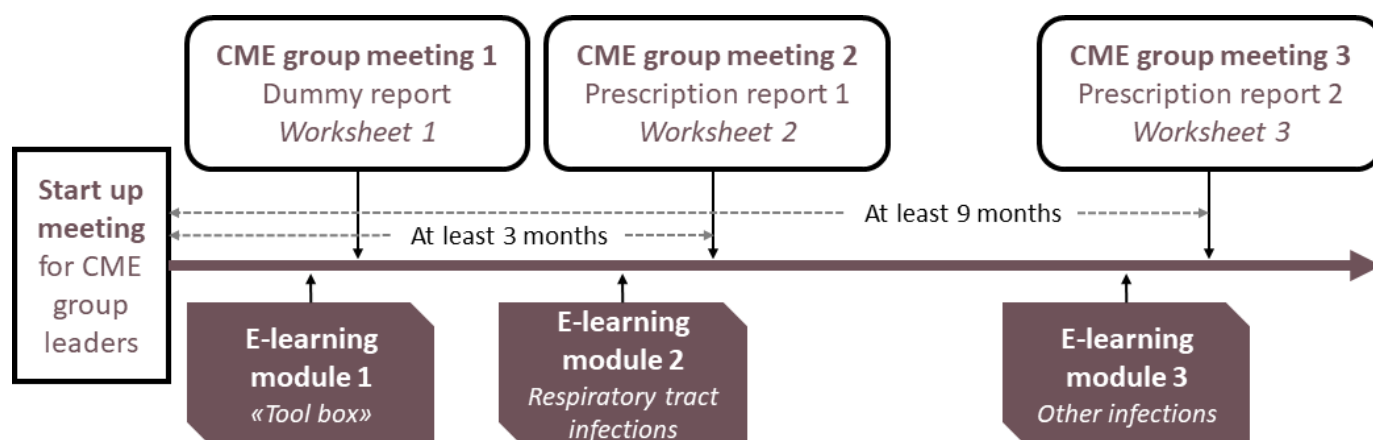 CME group meeting 1
Dummy report
Worksheet 1
CME group meeting 2
Prescription report 1
Worksheet 2
CME group meeting 3
Prescription report 2
Worksheet 3
Start up
meeting
for CME
group
leaders
At least 9 months
At least 3 months
E-learning
module 1
«Tool box»
E-learning
module 2
Respiratory tract
infections
E-learning
module 3
Other infections